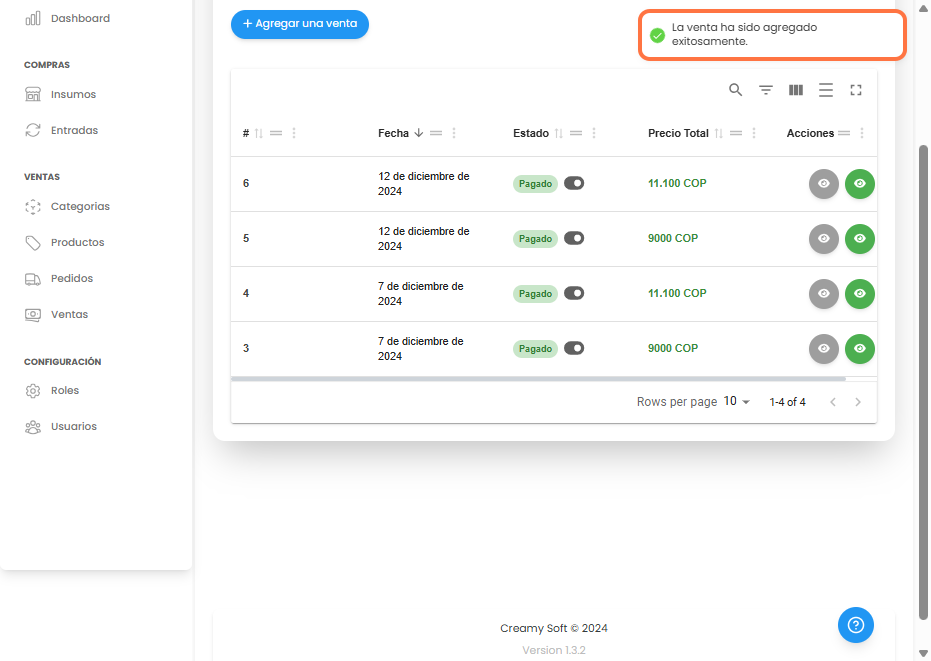 Dashboard
COMPRAS
Insumos
Entradas
VENTAS
Categorias
Productos
Pedidos
Ventas
CONFIGURACIÓN
Roles
Usuarios
+ Agregar una venta
La venta ha sido agregado
exitosamente.
# Fecha Estado Precio Total Acciones
6 12 de diciembre de 2024 Pagado 11.100 COP
5 12 de diciembre de 2024 Pagado 9000 COP
4 7 de diciembre de 2024 Pagado 11.100 COP
3 7 de diciembre de 2024 Pagado 9000 COP
Rows per page 10 1-4 of 4
Creamy Soft © 2024
Version 1.3.2